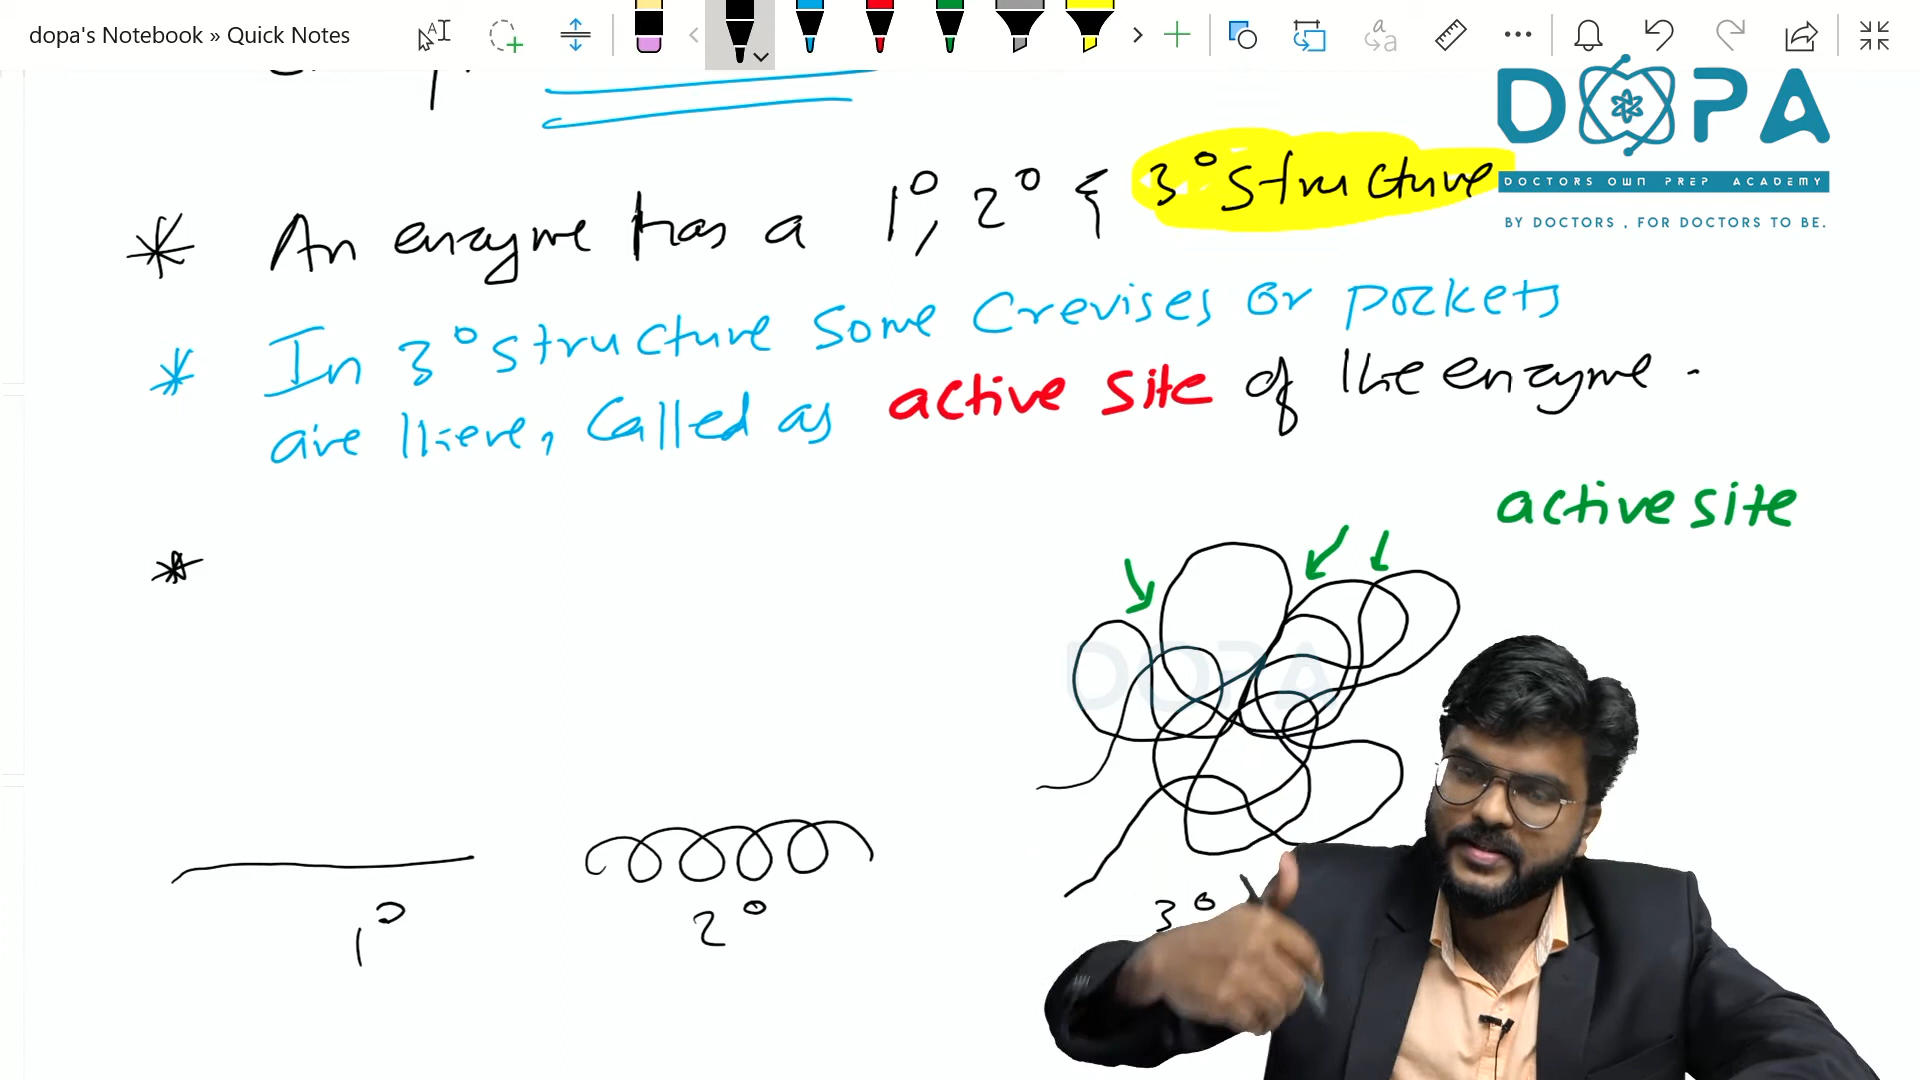 dopa's Notebook » Quick Notes
DOPA
DOCTORS OWN PREP ACADEMY
BY DOCTORS , FOR DOCTORS TO BE.
* An enzyme has a 1°, 2° & 3° structure
* In 3° structure some crevises or pockets
are there, called as active site of the enzyme.
active site
*
DOPA
1°
2°
3°